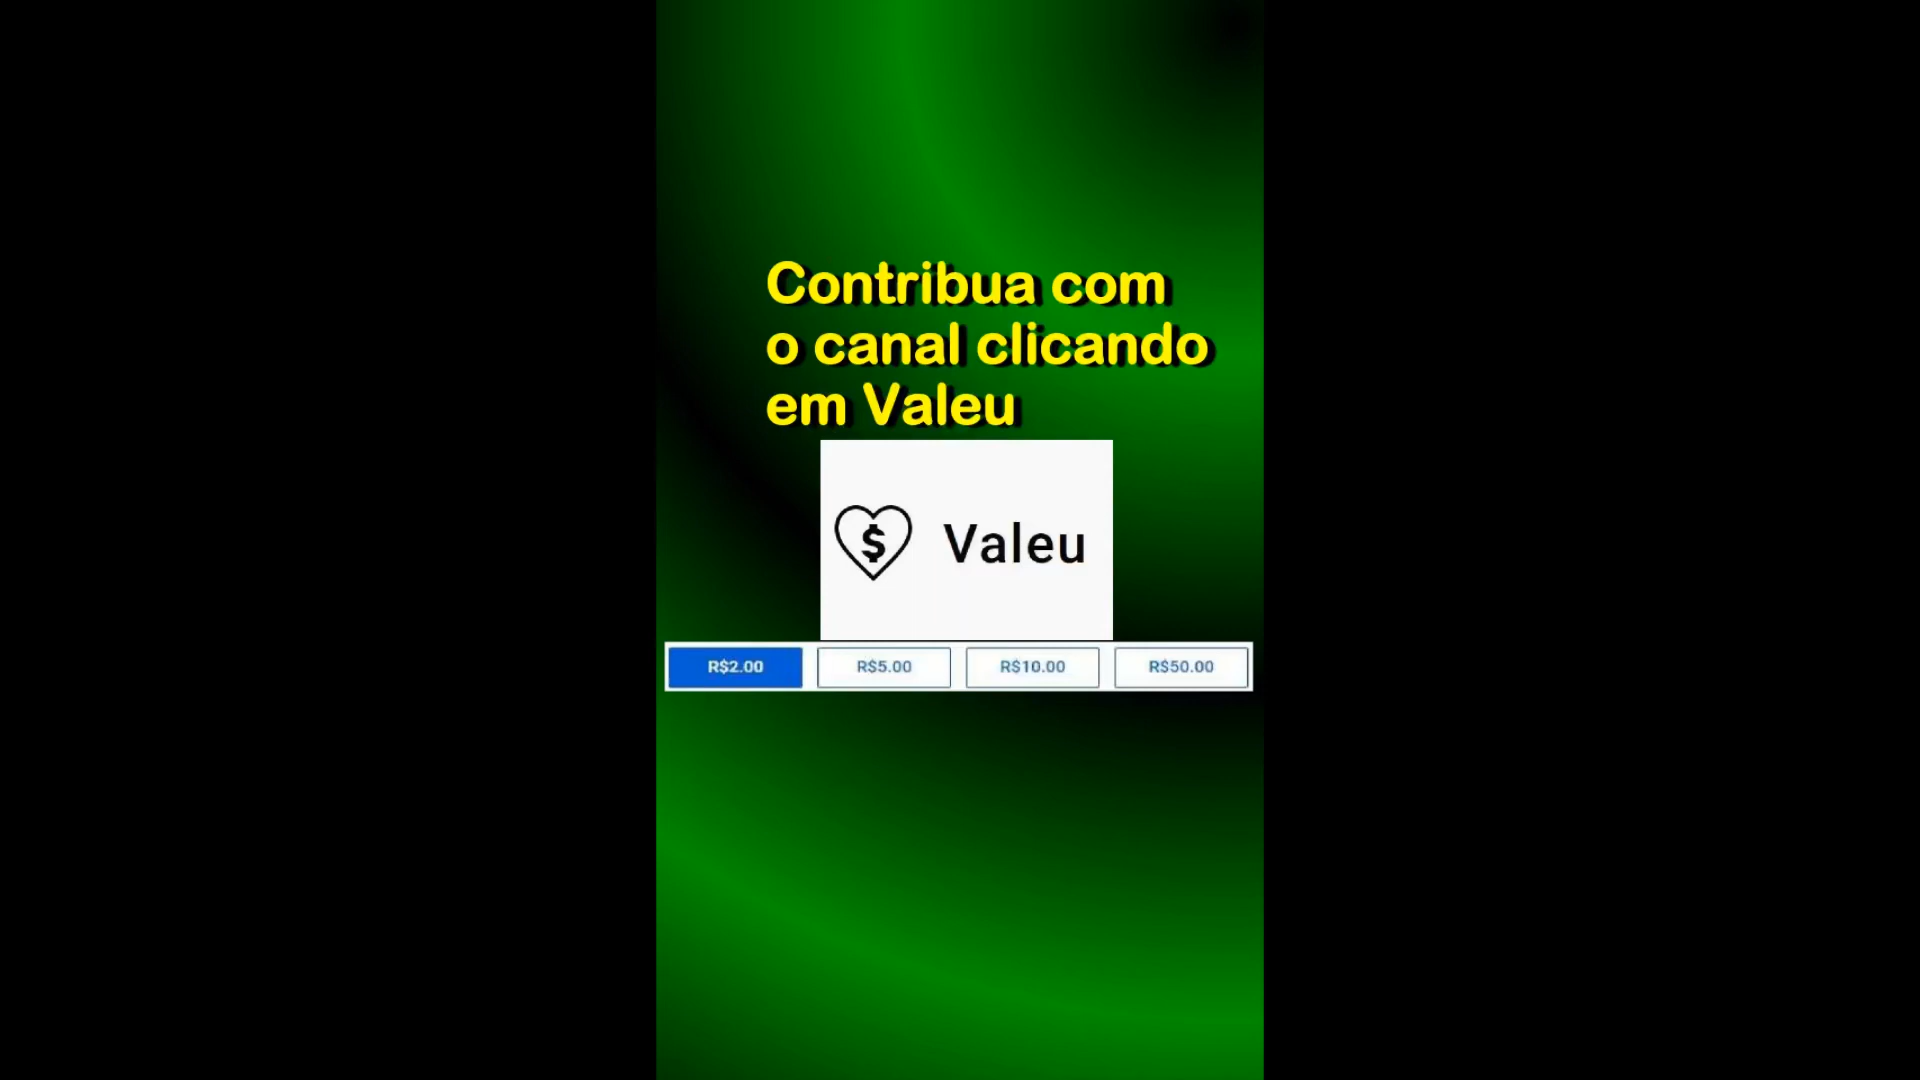 Contribua com
o canal clicando
em Valeu
$ Valeu
R$2.00 R$5.00 R$10.00 R$50.00